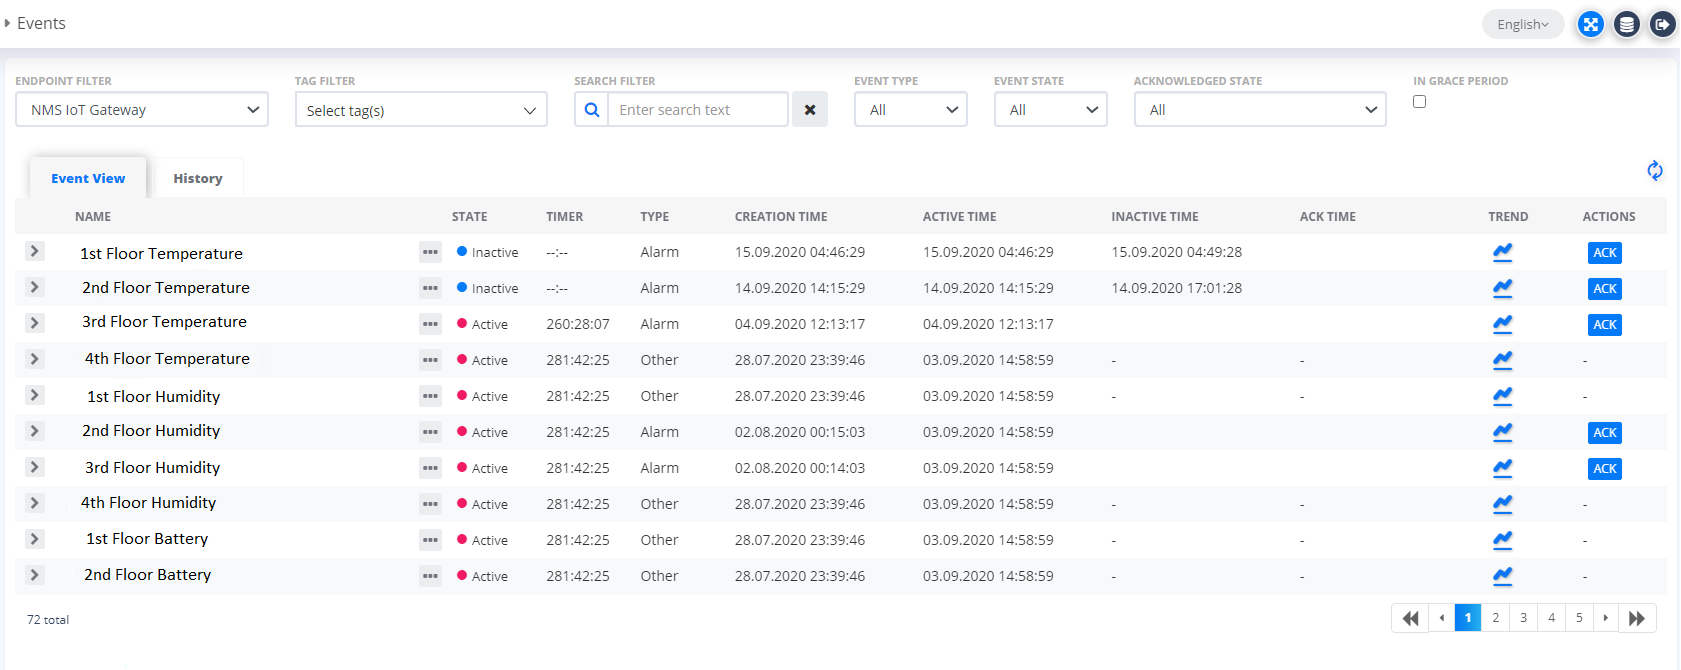 Events English
ENDPOINT FILTER TAG FILTER SEARCH FILTER EVENT TYPE EVENT STATE ACKNOWLEDGED STATE IN GRACE PERIOD
NMS IoT Gateway Select tag(s) Enter search text All All All
Event View History
NAME STATE TIMER TYPE CREATION TIME ACTIVE TIME INACTIVE TIME ACK TIME TREND ACTIONS
1st Floor Temperature Inactive --:-- Alarm 15.09.2020 04:46:29 15.09.2020 04:46:29 15.09.2020 04:49:28 ACK
2nd Floor Temperature Inactive --:-- Alarm 14.09.2020 14:15:29 14.09.2020 14:15:29 14.09.2020 17:01:28 ACK
3rd Floor Temperature Active 260:28:07 Alarm 04.09.2020 12:13:17 04.09.2020 12:13:17 ACK
4th Floor Temperature Active 281:42:25 Other 28.07.2020 23:39:46 03.09.2020 14:58:59 - - -
1st Floor Humidity Active 281:42:25 Other 28.07.2020 23:39:46 03.09.2020 14:58:59 - - -
2nd Floor Humidity Active 281:42:25 Alarm 02.08.2020 00:15:03 03.09.2020 14:58:59 ACK
3rd Floor Humidity Active 281:42:25 Alarm 02.08.2020 00:14:03 03.09.2020 14:58:59 ACK
4th Floor Humidity Active 281:42:25 Other 28.07.2020 23:39:46 03.09.2020 14:58:59 - - -
1st Floor Battery Active 281:42:25 Other 28.07.2020 23:39:46 03.09.2020 14:58:59 - - -
2nd Floor Battery Active 281:42:25 Other 28.07.2020 23:39:46 03.09.2020 14:58:59 - - -
72 total 1 2 3 4 5